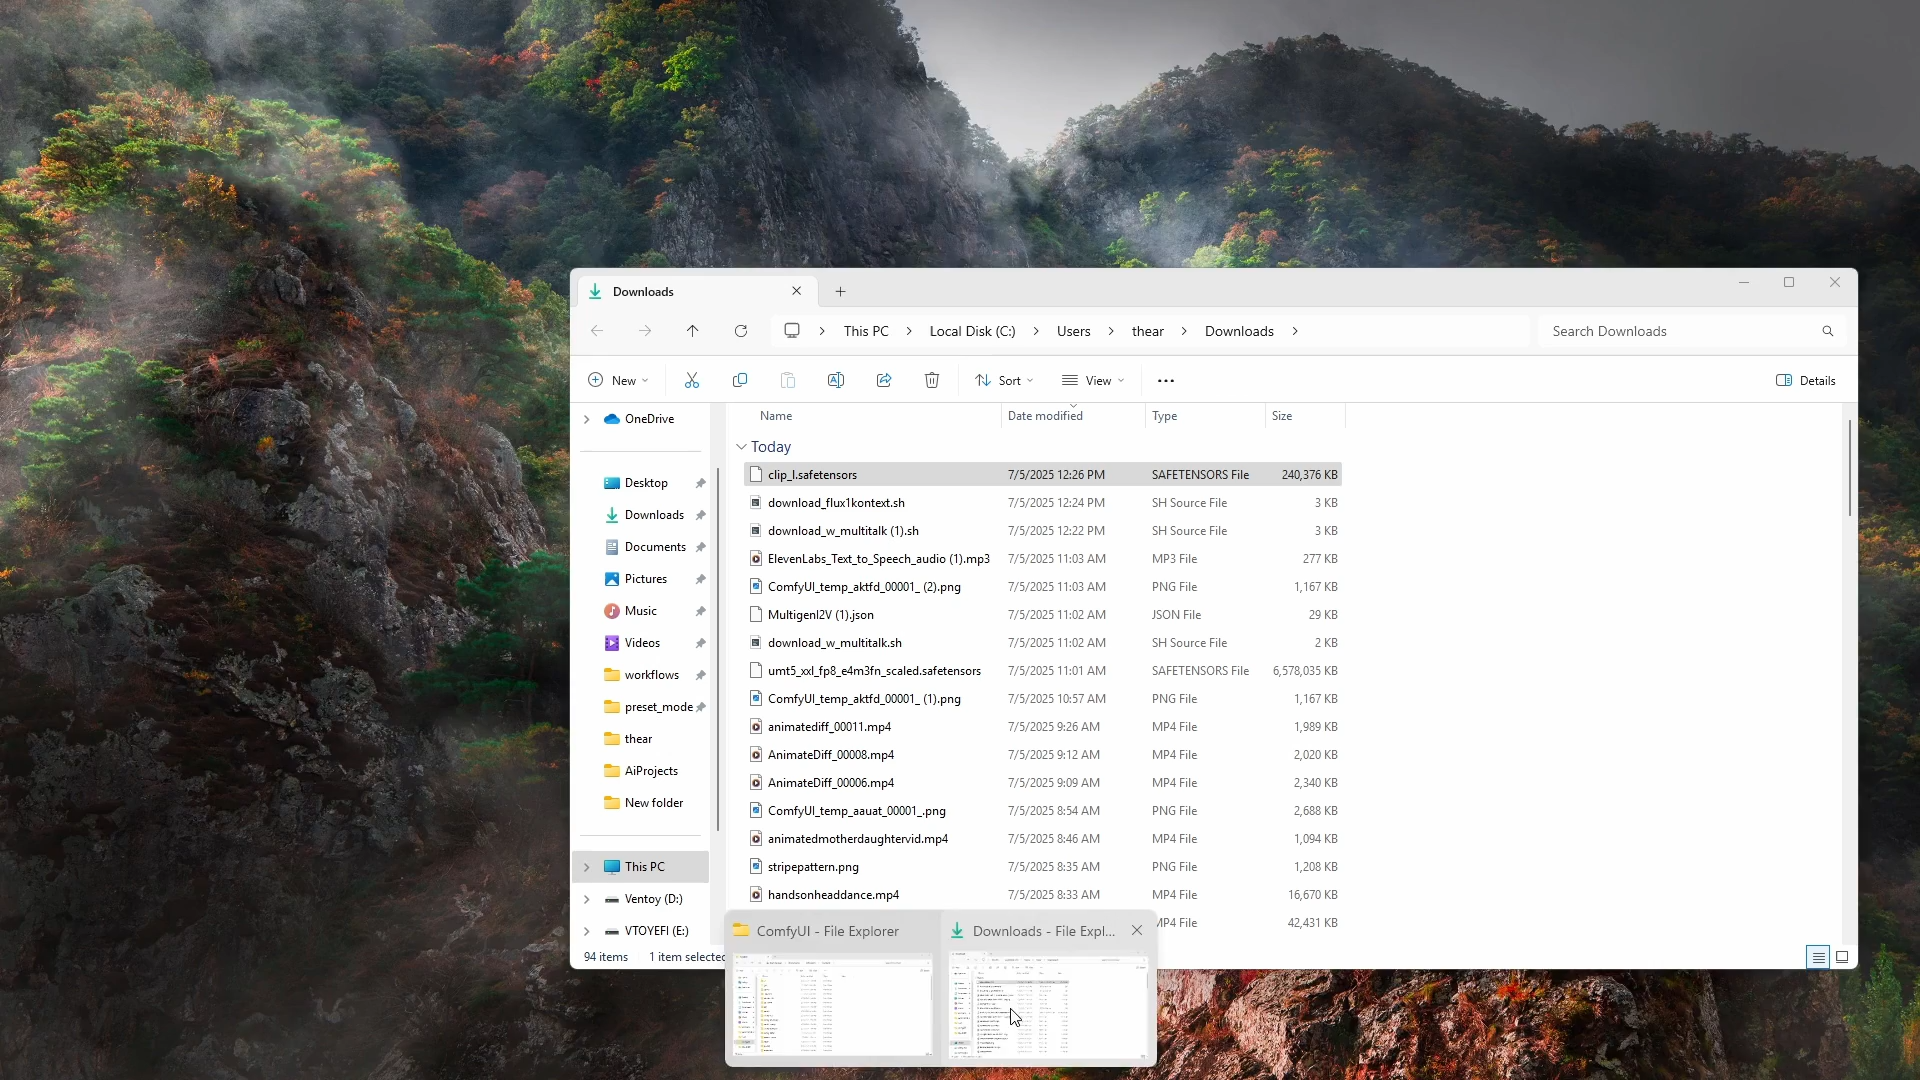 Downloads
This PC > Local Disk (C:) > Users > thear > Downloads >
Search Downloads
New
Sort
View
Details
OneDrive
Desktop
Downloads
Documents
Pictures
Music
Videos
workflows
preset_mode
thear
AiProjects
New folder
This PC
Ventoy (D:)
VTOYEFI (E:)
Name Date modified Type Size
Today
clip_l.safetensors 7/5/2025 12:26 PM SAFETENSORS File 240,376 KB
download_flux1kontext.sh 7/5/2025 12:24 PM SH Source File 3 KB
download_w_multitalk (1).sh 7/5/2025 12:22 PM SH Source File 3 KB
ElevenLabs_Text_to_Speech_audio (1).mp3 7/5/2025 11:03 AM MP3 File 277 KB
ComfyUI_temp_aktfd_00001_ (2).png 7/5/2025 11:03 AM PNG File 1,167 KB
MultigenI2V (1).json 7/5/2025 11:02 AM JSON File 29 KB
download_w_multitalk.sh 7/5/2025 11:02 AM SH Source File 2 KB
umt5_xxl_fp8_e4m3fn_scaled.safetensors 7/5/2025 11:01 AM SAFETENSORS File 6,578,035 KB
ComfyUI_temp_aktfd_00001_ (1).png 7/5/2025 10:57 AM PNG File 1,167 KB
animatediff_00011.mp4 7/5/2025 9:26 AM MP4 File 1,989 KB
AnimateDiff_00008.mp4 7/5/2025 9:12 AM MP4 File 2,020 KB
AnimateDiff_00006.mp4 7/5/2025 9:09 AM MP4 File 2,340 KB
ComfyUI_temp_aauat_00001_.png 7/5/2025 8:54 AM PNG File 2,688 KB
animatedmotherdaughtervid.mp4 7/5/2025 8:46 AM MP4 File 1,094 KB
stripepattern.png 7/5/2025 8:35 AM PNG File 1,208 KB
handsonheaddance.mp4 7/5/2025 8:33 AM MP4 File 16,670 KB
MP4 File 42,431 KB
94 items 1 item selected
ComfyUI - File Explorer
Downloads - File Expl...